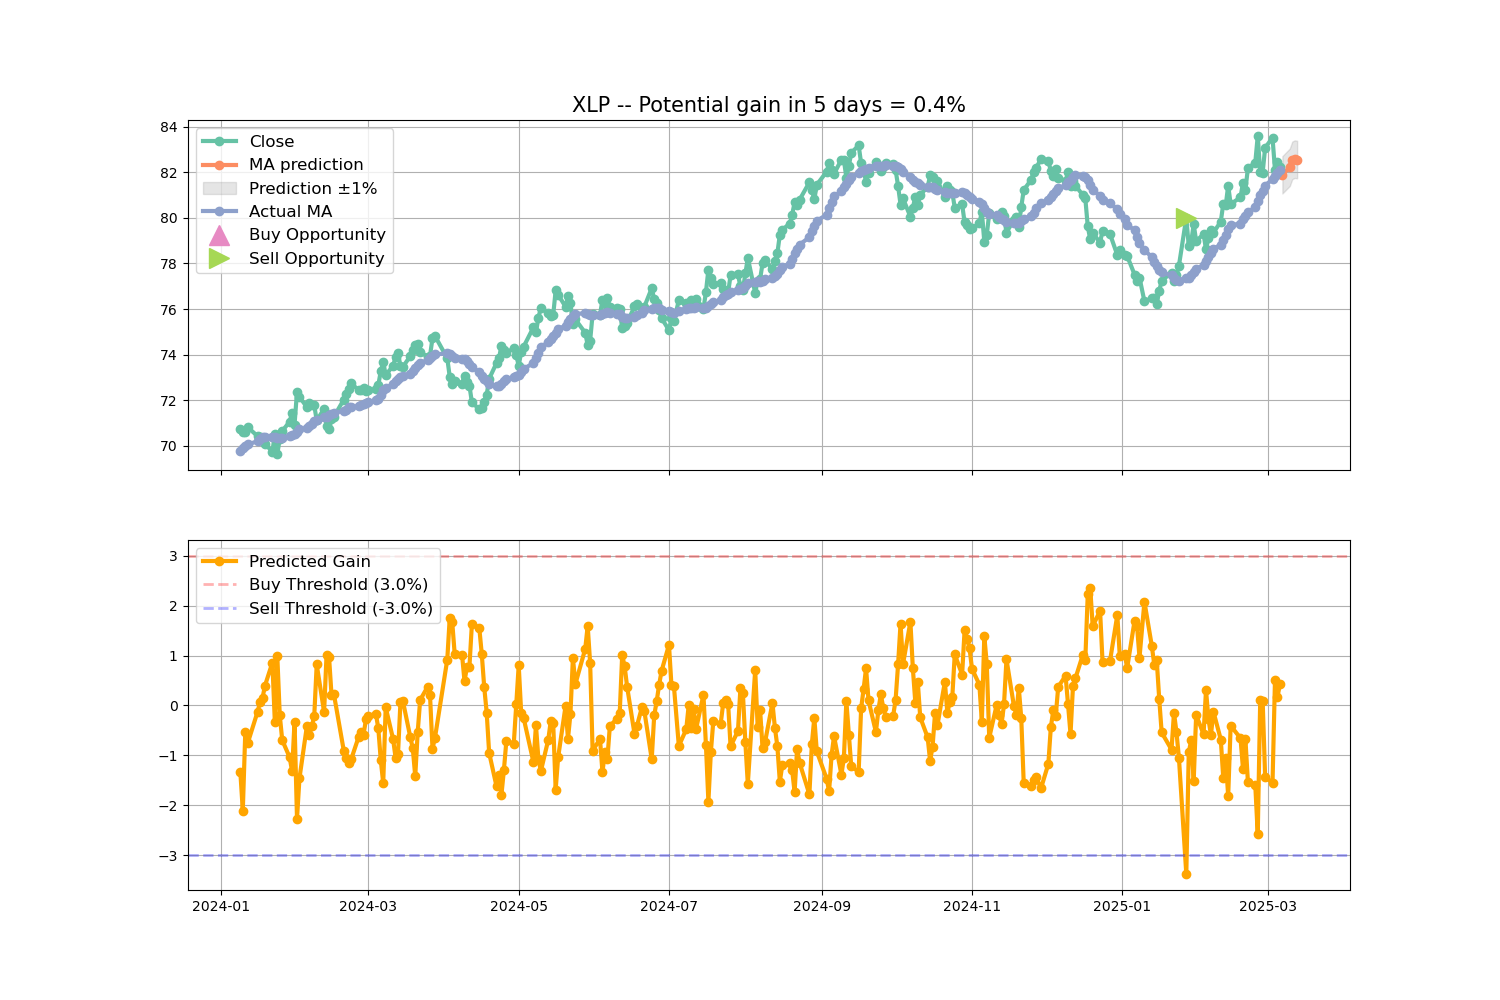 XLP -- Potential gain in 5 days = 0.4%
84
82
80
78
76
74
72
70
Close
MA prediction
Prediction ±1%
Actual MA
Buy Opportunity
Sell Opportunity
3
2
1
0
−1
−2
−3
Predicted Gain
Buy Threshold (3.0%)
Sell Threshold (-3.0%)
2024-01
2024-03
2024-05
2024-07
2024-09
2024-11
2025-01
2025-03